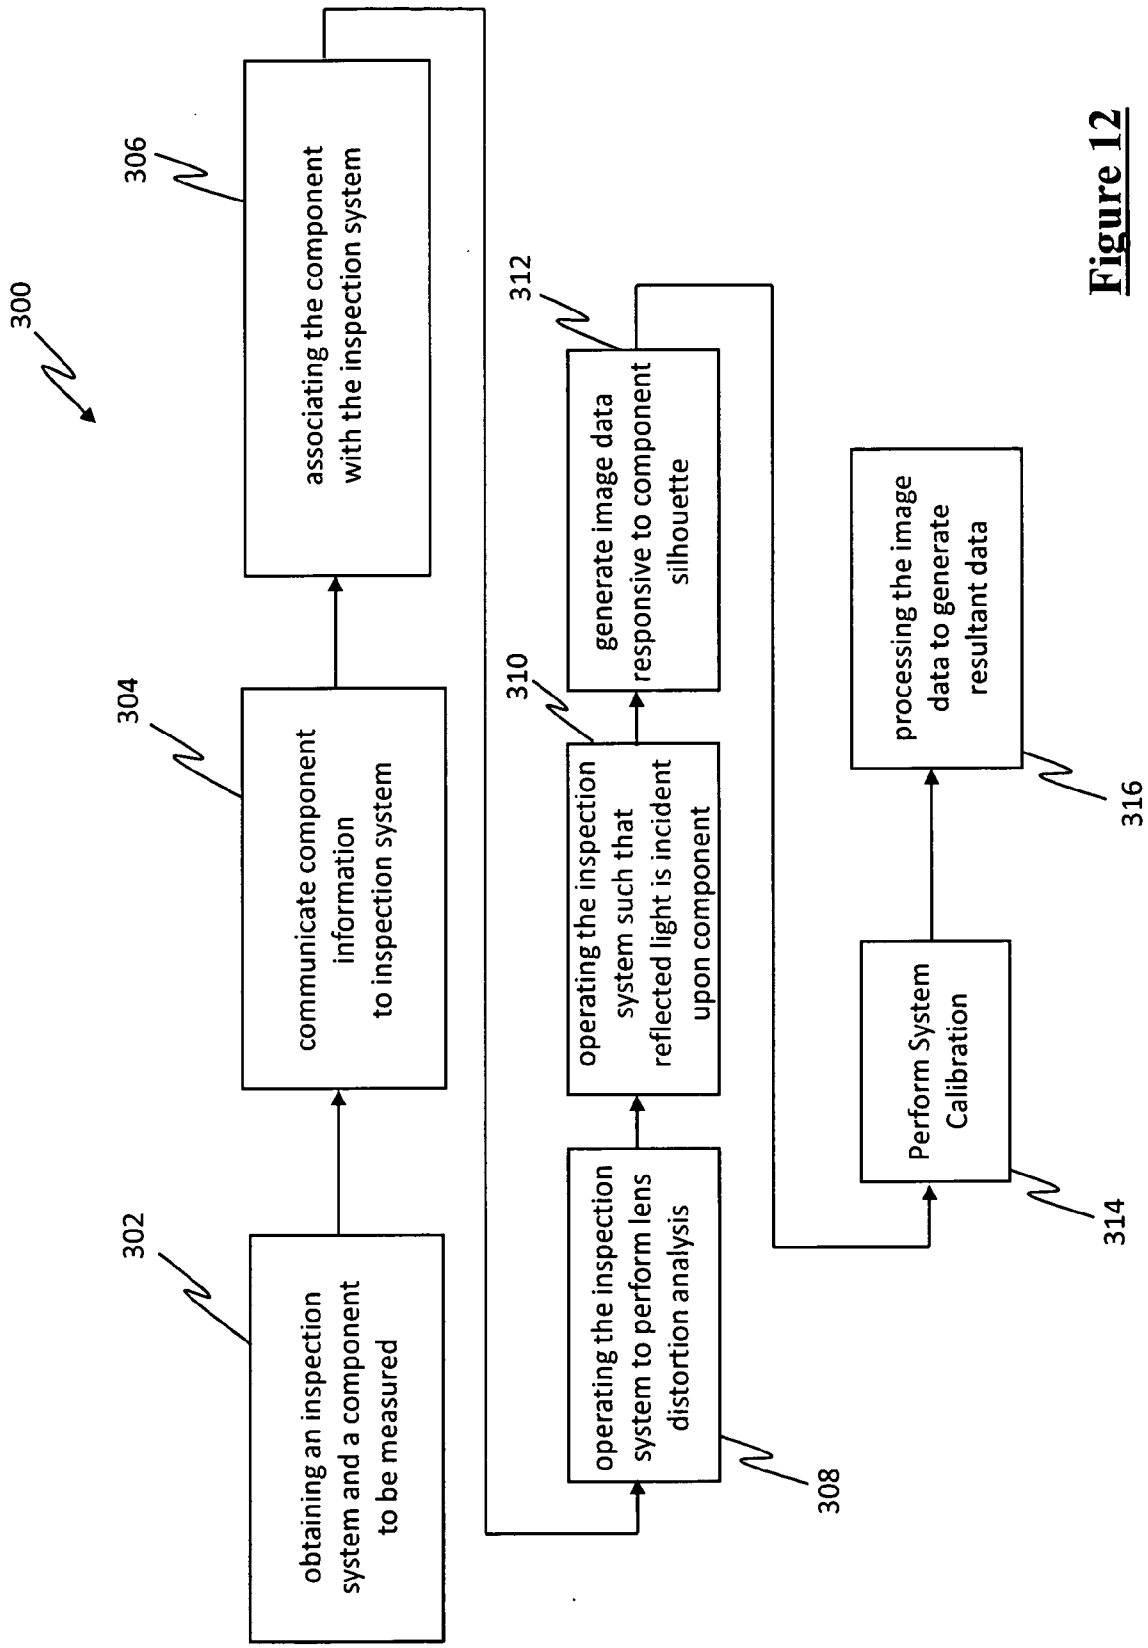 300
302
obtaining an inspection
system and a component
to be measured
304
communicate component
information
to inspection system
306
associating the component
with the inspection system
308
operating the inspection
system to perform lens
distortion analysis
310
operating the inspection
system such that
reflected light is incident
upon component
312
generate image data
responsive to component
silhouette
314
Perform System
Calibration
316
processing the image
data to generate
resultant data
Figure 12